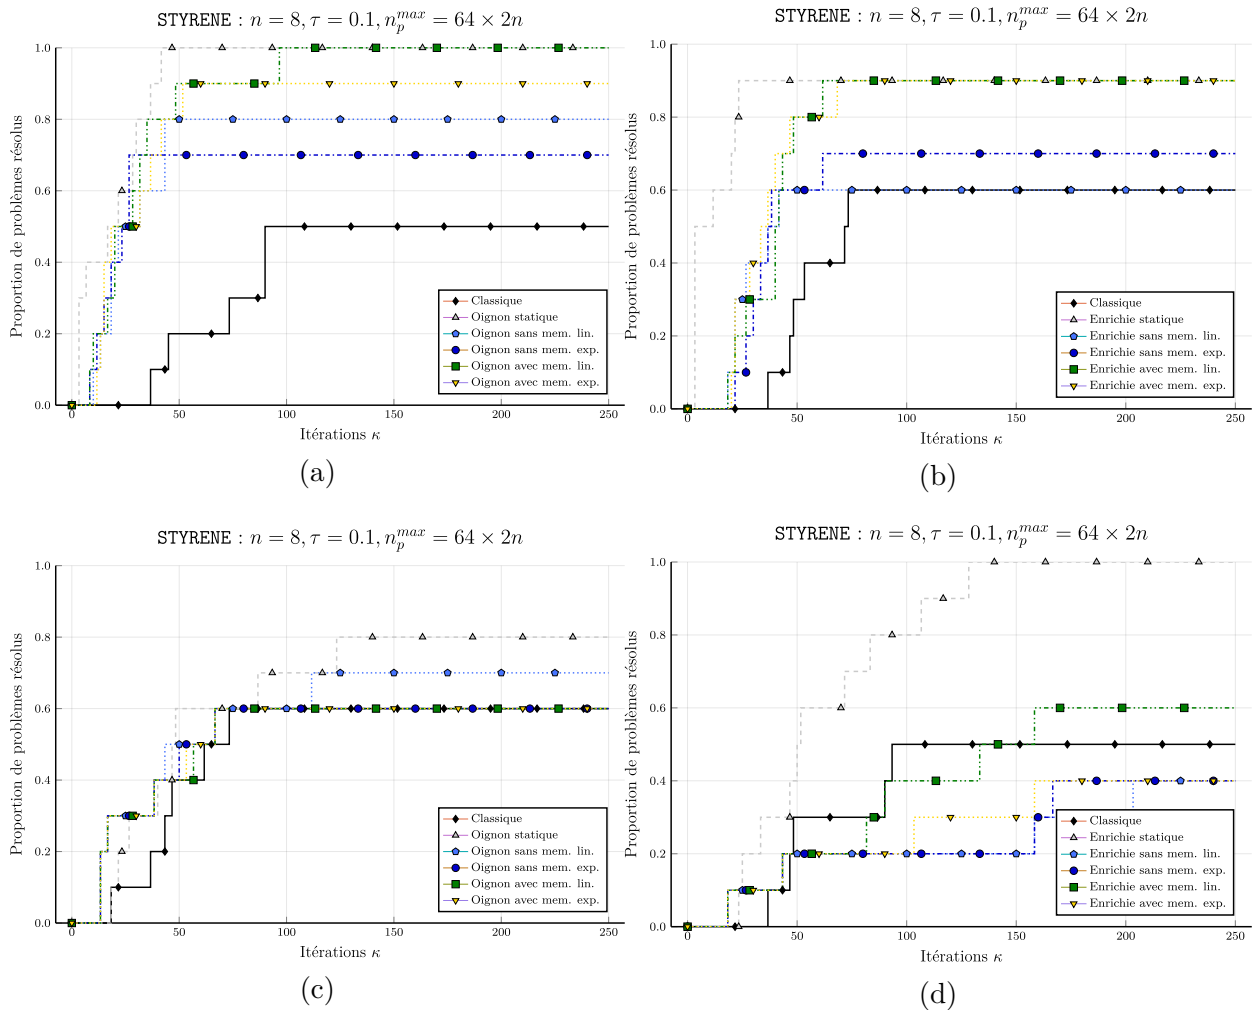 STYRENE : n = 8, τ = 0.1, n_p^{max} = 64 × 2n
Proportion de problèmes résolus
1.0
0.8
0.6
0.4
0.2
0.0
0
50
100
150
200
250
Itérations κ
Classique
Oignon statique
Oignon sans mem. lin.
Oignon sans mem. exp.
Oignon avec mem. lin.
Oignon avec mem. exp.
(a)
STYRENE : n = 8, τ = 0.1, n_p^{max} = 64 × 2n
Proportion de problèmes résolus
1.0
0.8
0.6
0.4
0.2
0.0
0
50
100
150
200
250
Itérations κ
Classique
Enrichie statique
Enrichie sans mem. lin.
Enrichie sans mem. exp.
Enrichie avec mem. lin.
Enrichie avec mem. exp.
(b)
STYRENE : n = 8, τ = 0.1, n_p^{max} = 64 × 2n
Proportion de problèmes résolus
1.0
0.8
0.6
0.4
0.2
0.0
0
50
100
150
200
250
Itérations κ
Classique
Oignon statique
Oignon sans mem. lin.
Oignon sans mem. exp.
Oignon avec mem. lin.
Oignon avec mem. exp.
(c)
STYRENE : n = 8, τ = 0.1, n_p^{max} = 64 × 2n
Proportion de problèmes résolus
1.0
0.8
0.6
0.4
0.2
0.0
0
50
100
150
200
250
Itérations κ
Classique
Enrichie statique
Enrichie sans mem. lin.
Enrichie sans mem. exp.
Enrichie avec mem. lin.
Enrichie avec mem. exp.
(d)